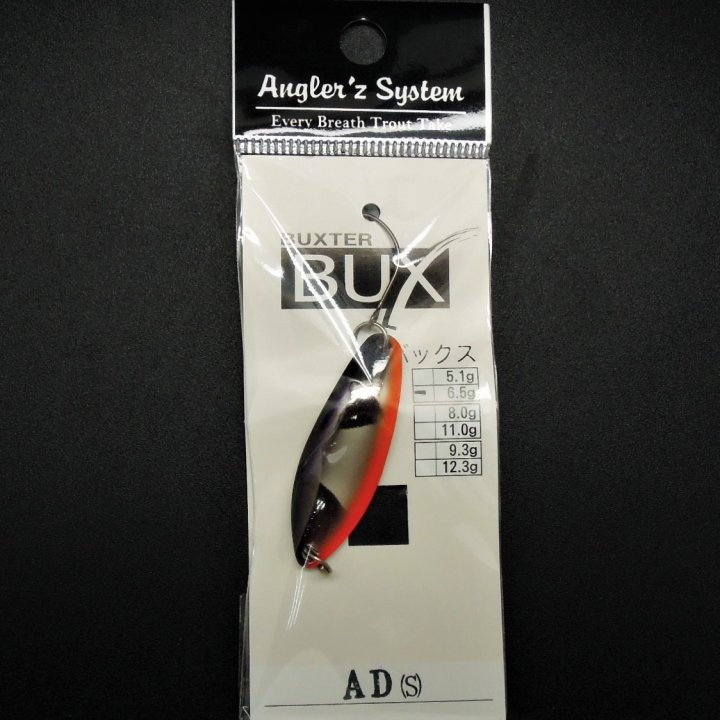 Angler'z System
Every Breath Trout Take
BUXTER
BUX
バックス
5.1g
6.5g
8.0g
11.0g
9.3g
12.3g
AD(S)